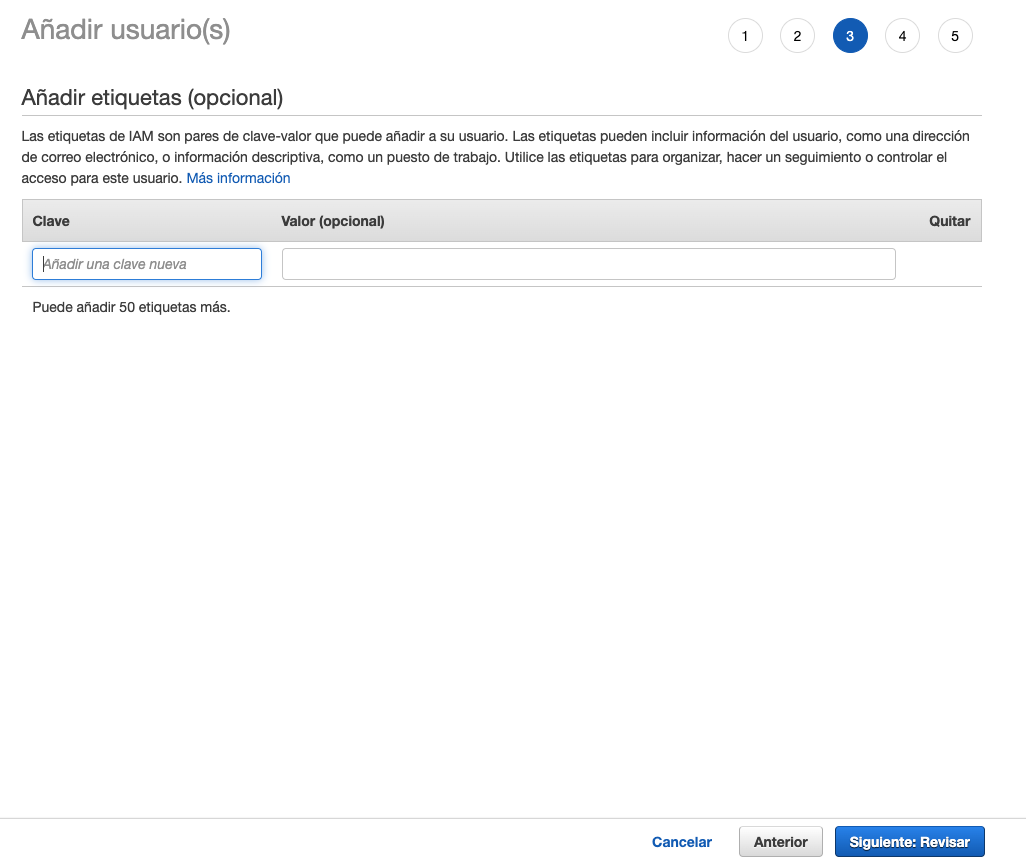 Añadir usuario(s)
1 2 3 4 5
Añadir etiquetas (opcional)
Las etiquetas de IAM son pares de clave-valor que puede añadir a su usuario. Las etiquetas pueden incluir información del usuario, como una dirección
de correo electrónico, o información descriptiva, como un puesto de trabajo. Utilice las etiquetas para organizar, hacer un seguimiento o controlar el
acceso para este usuario. Más información
Clave Valor (opcional) Quitar
Añadir una clave nueva
Puede añadir 50 etiquetas más.
Cancelar Anterior Siguiente: Revisar